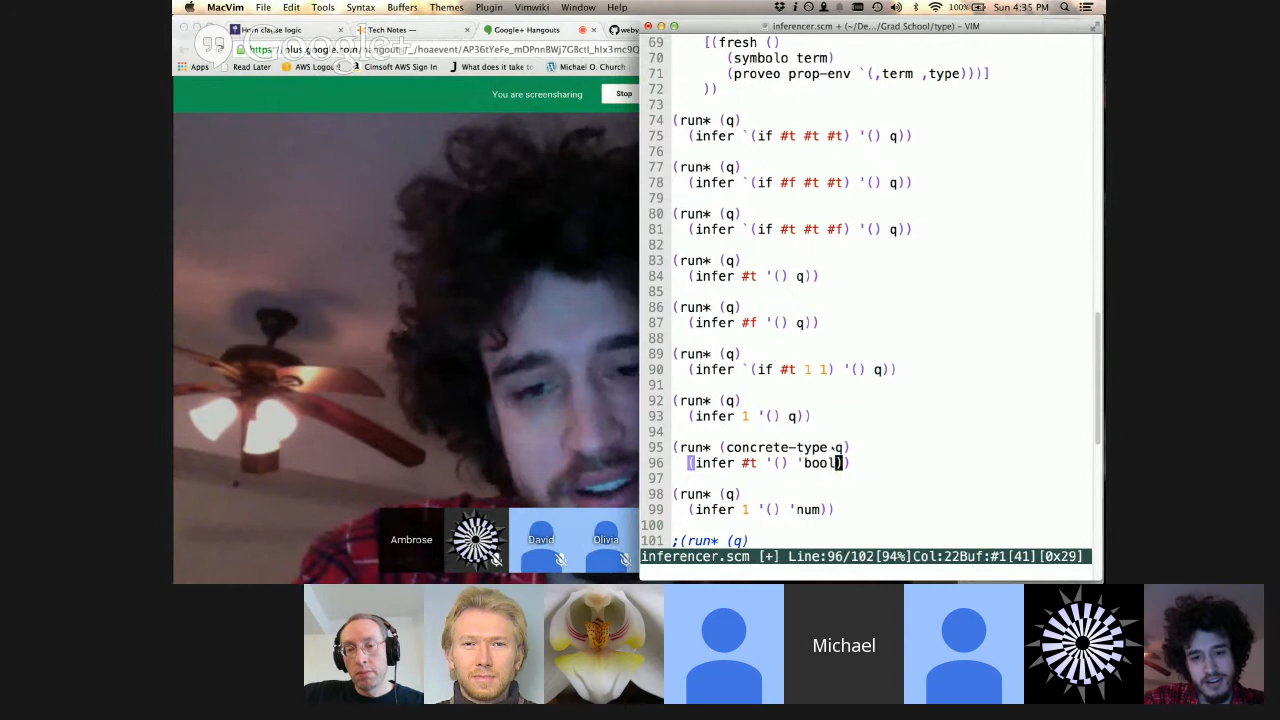 MacVim File Edit Tools Syntax Buffers Themes Plugin Vimwiki Window Help 100% Sun 4:35 PM
Tech Notes — Google+ Hangouts
Google+
Apps Read Later AWS Logou Cimsoft AWS Sign In What does it take to Michael O. Church
You are screensharing Stop
inferencer.scm + (~/De.../Grad School/type) – VIM
69 [(fresh ()
70 (symbolo term)
71 (proveo prop-env `(,term ,type)))]
72 ))
73
74 (run* (q)
75 (infer `(if #t #t #t) '() q))
76
77 (run* (q)
78 (infer `(if #f #t #t) '() q))
79
80 (run* (q)
81 (infer `(if #t #t #f) '() q))
82
83 (run* (q)
84 (infer #t '() q))
85
86 (run* (q)
87 (infer #f '() q))
88
89 (run* (q)
90 (infer `(if #t 1 1) '() q))
91
92 (run* (q)
93 (infer 1 '() q))
94
95 (run* (concrete-type q)
96 (infer #t '() 'bool))
97
98 (run* (q)
99 (infer 1 '() 'num))
100
101 ;(run* (q)
inferencer.scm [+] Line:96/102[94%]Col:22Buf:#1[41][0x29]
Ambrose David Olivia
Michael